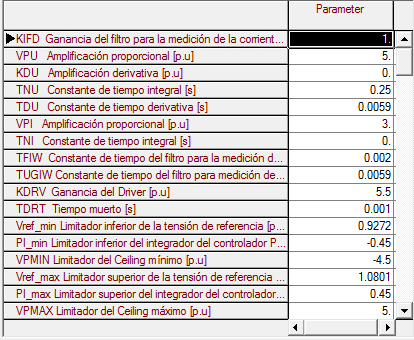 Parameter
KIFD Ganancia del filtro para la medición de la corrient... 1.
VPU Amplificación proporcional [p.u] 5.
KDU Amplificación derivativa [p.u] 0.
TNU Constante de tiempo integral [s] 0.25
TDU Constante de tiempo derivativa [s] 0.0059
VPI Amplificación proporcional [p.u] 3.
TNI Constante de tiempo integral [s] 0.
TFIW Constante de tiempo del filtro para la medición d... 0.002
TUGIW Constante de tiempo del filtro para medición de... 0.0059
KDRV Ganancia del Driver [p.u] 5.5
TDRT Tiempo muerto [s] 0.001
Vref_min Limitador inferior de la tensión de referencia [p... 0.9272
PI_min Limitador inferior del integrador del controlador P... -0.45
VPMIN Limitador del Ceiling mínimo [p.u] -4.5
Vref_max Limitador superior de la tensión de referencia ... 1.0801
PI_max Limitador superior del integrador del controlador... 0.45
VPMAX Limitador del Ceiling máximo [p.u] 5.